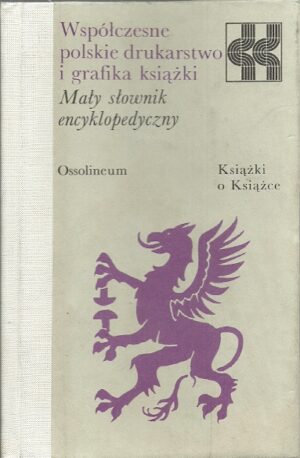 Współczesne
polskie drukarstwo
i grafika książki
Mały słownik
encyklopedyczny
Ossolineum
Książki
o Książce